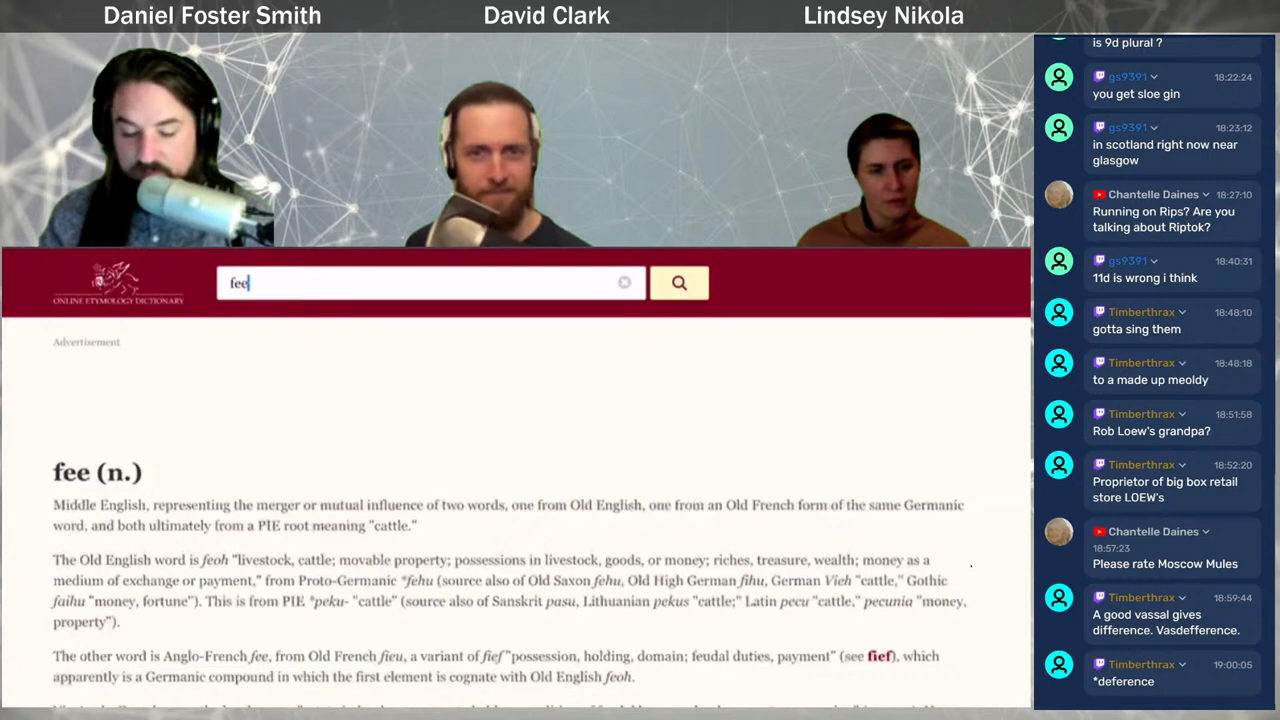 Daniel Foster Smith
David Clark
Lindsey Nikola
is 9d plural ?
gs9391 18:22:24
you get sloe gin
gs9391 18:23:12
in scotland right now near
glasgow
Chantelle Daines 18:27:10
Running on Rips? Are you
talking about Riptok?
gs9391 18:40:31
11d is wrong i think
Timberthrax 18:48:10
gotta sing them
Timberthrax 18:48:18
to a made up meoldy
Timberthrax 18:51:58
Rob Loew's grandpa?
Timberthrax 18:52:20
Proprietor of big box retail
store LOEW's
Chantelle Daines
18:57:23
Please rate Moscow Mules
Timberthrax 18:59:44
A good vassal gives
difference. Vasdefference.
Timberthrax 19:00:05
*deference
ONLINE ETYMOLOGY DICTIONARY
fee
Advertisement
fee (n.)
Middle English, representing the merger or mutual influence of two words, one from Old English, one from an Old French form of the same Germanic
word, and both ultimately from a PIE root meaning "cattle."
The Old English word is feoh "livestock, cattle; movable property; possessions in livestock, goods, or money; riches, treasure, wealth; money as a
medium of exchange or payment," from Proto-Germanic *fehu (source also of Old Saxon fehu, Old High German fihu, German Vieh "cattle," Gothic
faihu "money, fortune"). This is from PIE *peku- "cattle" (source also of Sanskrit pasu, Lithuanian pekus "cattle;" Latin pecu "cattle," pecunia "money,
property").
The other word is Anglo-French fee, from Old French fieu, a variant of fief "possession, holding, domain; feudal duties, payment" (see fief), which
apparently is a Germanic compound in which the first element is cognate with Old English feoh.